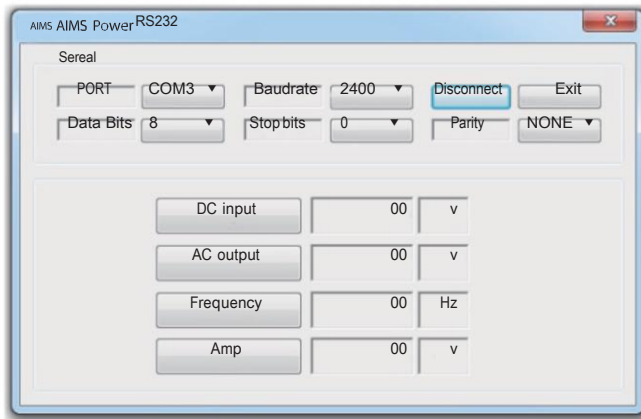 AIMS AIMS Power RS232
Sereal
PORT COM3 Baudrate 2400 Disconnect Exit
Data Bits 8 Stop bits 0 Parity NONE
DC input 00 v
AC output 00 v
Frequency 00 Hz
Amp 00 v